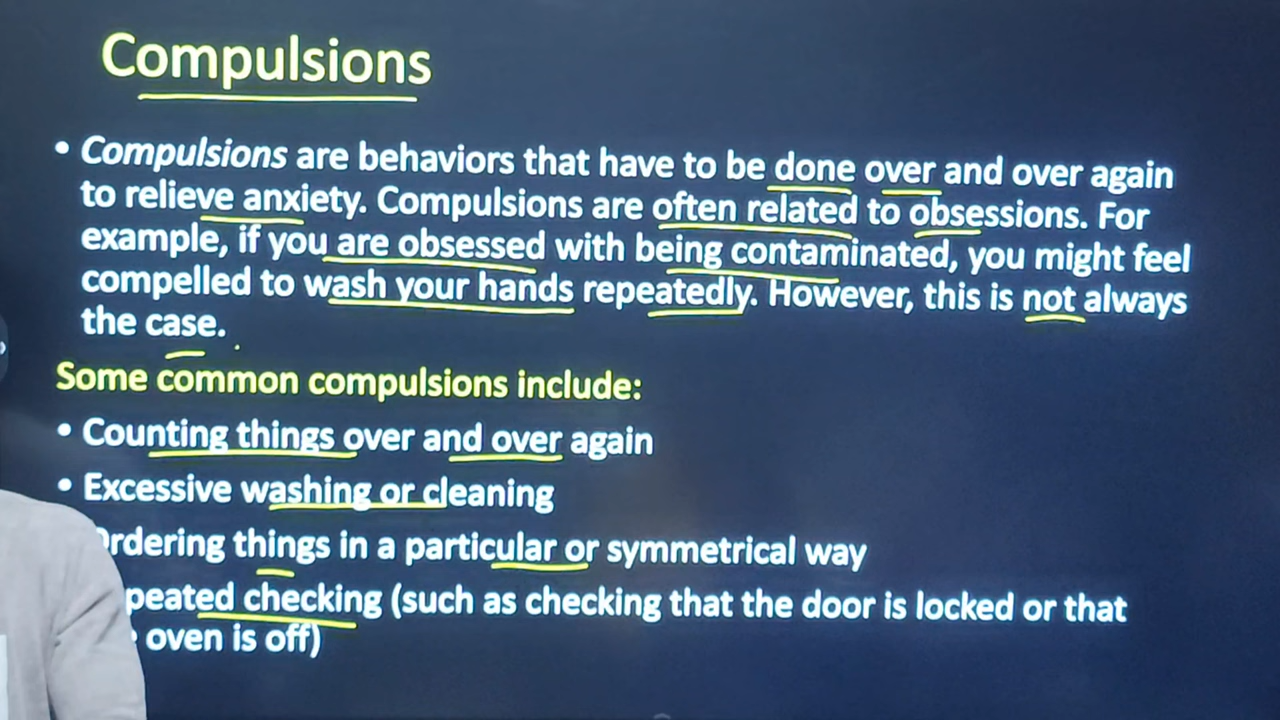 Compulsions
• Compulsions are behaviors that have to be done over and over again
to relieve anxiety. Compulsions are often related to obsessions. For
example, if you are obsessed with being contaminated, you might feel
compelled to wash your hands repeatedly. However, this is not always
the case.
Some common compulsions include:
• Counting things over and over again
• Excessive washing or cleaning
rdering things in a particular or symmetrical way
peated checking (such as checking that the door is locked or that
oven is off)